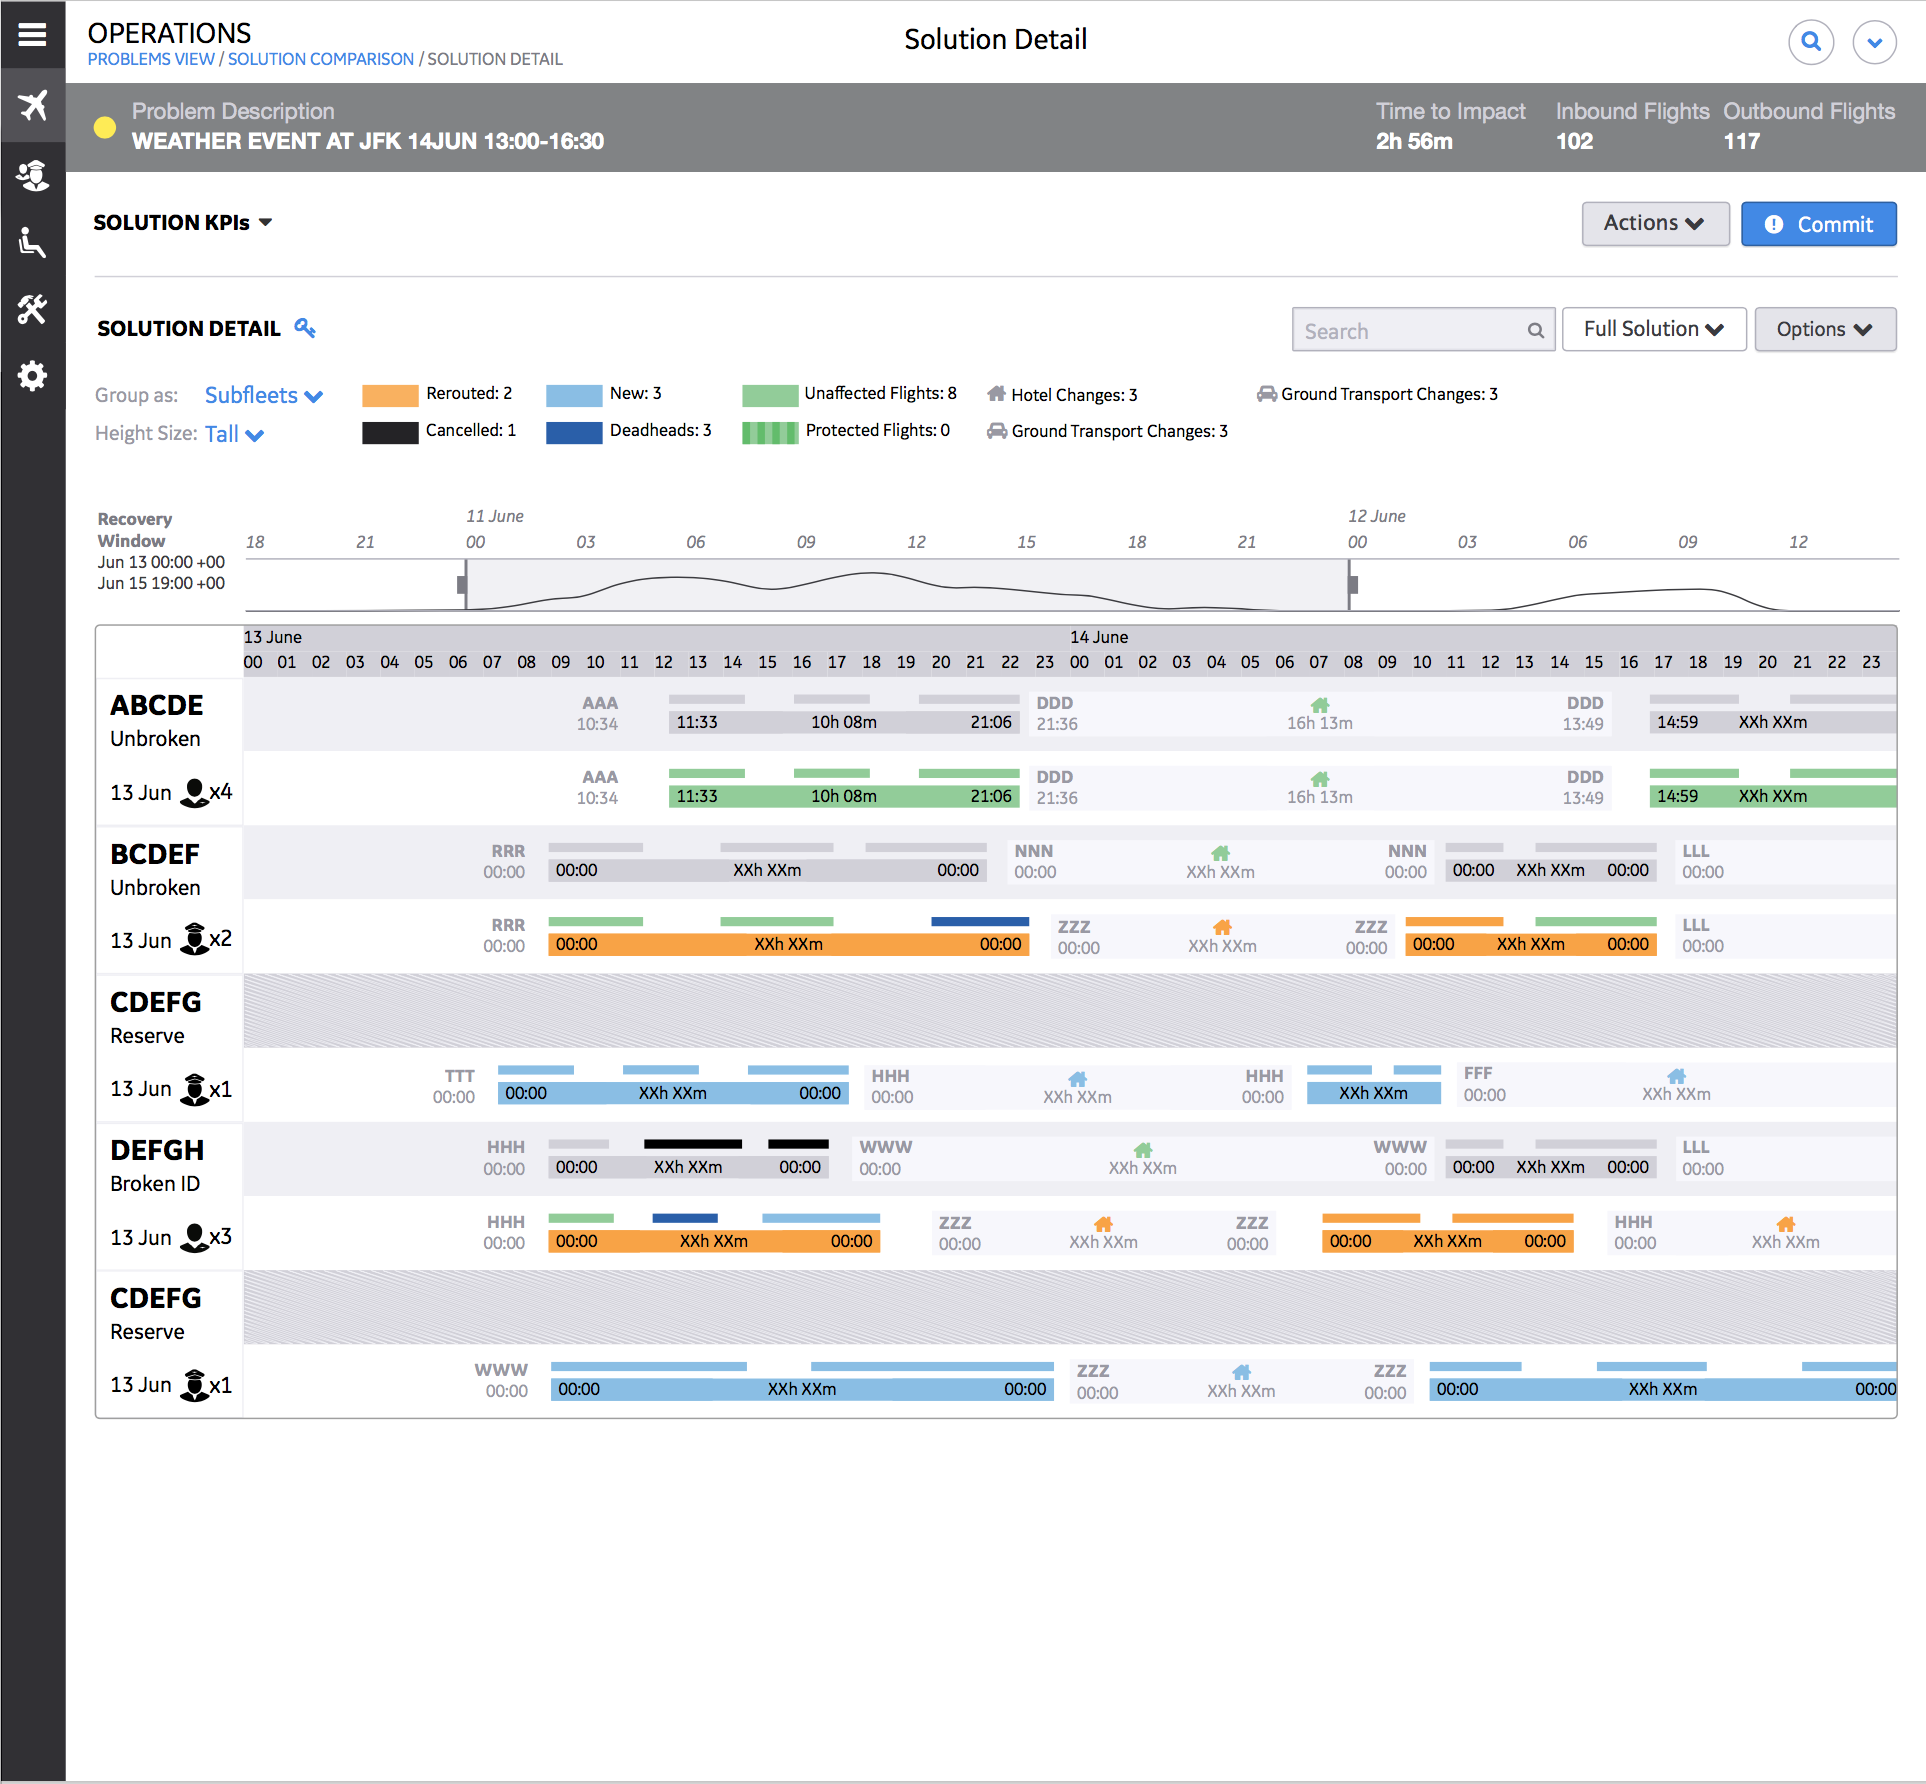 OPERATIONS
Solution Detail
PROBLEMS VIEW / SOLUTION COMPARISON / SOLUTION DETAIL
Problem Description
WEATHER EVENT AT JFK 14JUN 13:00-16:30
Time to Impact
2h 56m
Inbound Flights
102
Outbound Flights
117
SOLUTION KPIs
Actions
Commit
SOLUTION DETAIL
Search
Full Solution
Options
Group as: Subfleets
Rerouted: 2
New: 3
Unaffected Flights: 8
Hotel Changes: 3
Ground Transport Changes: 3
Height Size: Tall
Cancelled: 1
Deadheads: 3
Protected Flights: 0
Ground Transport Changes: 3
Recovery
Window
Jun 13 00:00 +00
Jun 15 19:00 +00
11 June 12 June
18 21 00 03 06 09 12 15 18 21 00 03 06 09 12
13 June 14 June
00 01 02 03 04 05 06 07 08 09 10 11 12 13 14 15 16 17 18 19 20 21 22 23 00 01 02 03 04 05 06 07 08 09 10 11 12 13 14 15 16 17 18 19 20 21 22 23
ABCDE
Unbroken
AAA DDD DDD
10:34 11:33 10h 08m 21:06 21:36 16h 13m 13:49 14:59 XXh XXm
13 Jun x4
AAA DDD DDD
10:34 11:33 10h 08m 21:06 21:36 16h 13m 13:49 14:59 XXh XXm
BCDEF
Unbroken
RRR NNN NNN LLL
00:00 00:00 XXh XXm 00:00 00:00 XXh XXm 00:00 00:00 XXh XXm 00:00 00:00
13 Jun x2
RRR ZZZ ZZZ LLL
00:00 00:00 XXh XXm 00:00 00:00 XXh XXm 00:00 00:00 XXh XXm 00:00 00:00
CDEFG
Reserve
13 Jun x1
TTT HHH HHH FFF
00:00 00:00 XXh XXm 00:00 00:00 XXh XXm 00:00 XXh XXm 00:00 XXh XXm
DEFGH
Broken ID
HHH WWW WWW LLL
00:00 00:00 XXh XXm 00:00 00:00 XXh XXm 00:00 00:00 XXh XXm 00:00 00:00
13 Jun x3
HHH ZZZ ZZZ HHH
00:00 00:00 XXh XXm 00:00 00:00 XXh XXm 00:00 00:00 XXh XXm 00:00 00:00 XXh XXm
CDEFG
Reserve
13 Jun x1
WWW ZZZ ZZZ
00:00 00:00 XXh XXm 00:00 00:00 XXh XXm 00:00 00:00 XXh XXm 00:00